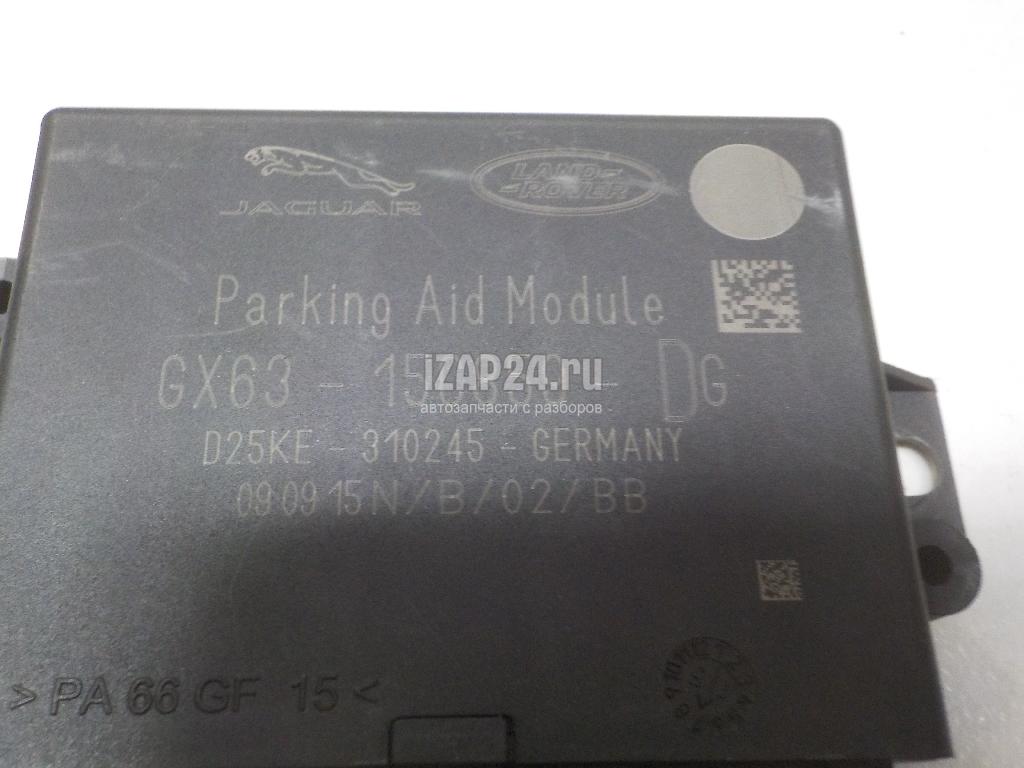 JAGUAR
LAND
ROVER
Parking Aid Module
GX63 - DG
iZAP24.ru
автозапчасти с разборов
D25KE - 310245 - GERMANY
09 09 15 N/B/02/BB
>PA 66 GF 15<